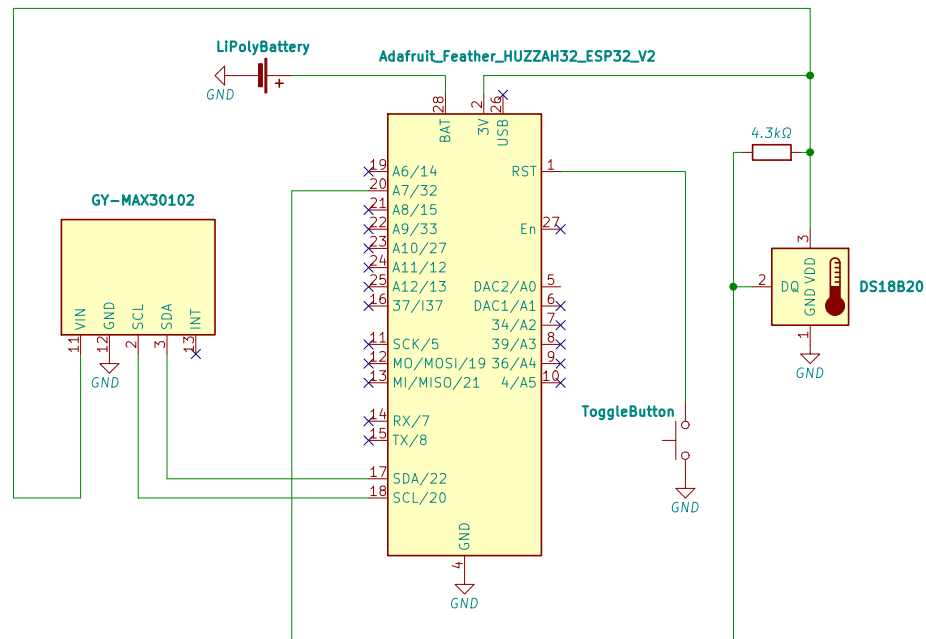 LiPolyBattery
+
GND
Adafruit_Feather_HUZZAH32_ESP32_V2
28
BAT
2
3V
26
USB
4.3kΩ
19 A6/14
20 A7/32
21 A8/15
22 A9/33
23 A10/27
24 A11/12
25 A12/13
16 37/I37
11 SCK/5
12 MO/MOSI/19
13 MI/MISO/21
14 RX/7
15 TX/8
17 SDA/22
18 SCL/20
RST 1
En 27
DAC2/A0 5
DAC1/A1 6
34/A2 7
39/A3 8
36/A4 9
4/A5 10
GND
4
GND
GY-MAX30102
VIN
11
GND
12
SCL
2
SDA
3
INT
13
GND
3
VDD
2 DQ
GND
1
DS18B20
GND
ToggleButton
GND